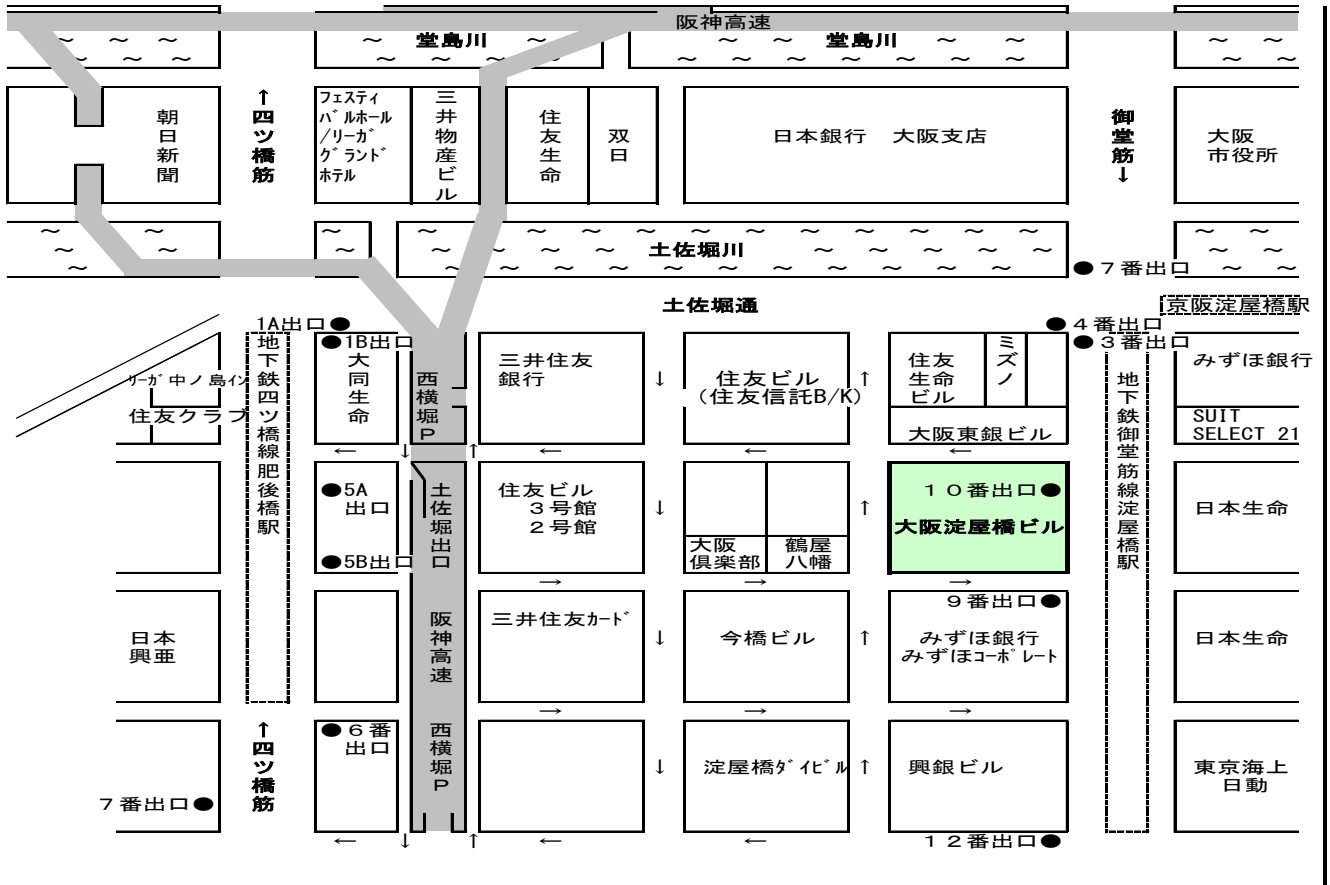 阪神高速
堂島川
堂島川
朝日新聞
↑四ツ橋筋
フェスティ
バルホール
/リーガ
グランド
ホテル
三井物産ビル
住友生命
双日
日本銀行 大阪支店
御堂筋↓
大阪
市役所
土佐堀川
●7番出口
土佐堀通
京阪淀屋橋駅
1A出口●
●4番出口
●1B出口
●3番出口
リーガ中ノ島イン
住友クラブ
地下鉄四ツ橋線肥後橋駅
大同生命
西横堀P
三井住友
銀行
↓
住友ビル
(住友信託B/K)
↑
住友
生命
ビル
ミズノ
大阪東銀ビル
地下鉄御堂筋線淀屋橋駅
みずほ銀行
SUIT
SELECT 21
← ↓ ↑ ← ← ←
●5A
出口
●5B出口
土佐堀出口
住友ビル
3号館
2号館
↓
大阪
倶楽部
鶴屋
八幡
↑
10番出口●
大阪淀屋橋ビル
日本生命
→ → →
日本
興亜
阪神高速
三井住友カード
↓
今橋ビル
↑
9番出口●
みずほ銀行
みずほコーポレート
日本生命
→ → →
7番出口●
↑四ツ橋筋
●6番
出口
西横堀P
↓
淀屋橋ダイビル
↑
興銀ビル
東京海上
日動
← ↓ ↑ ← ←
12番出口●